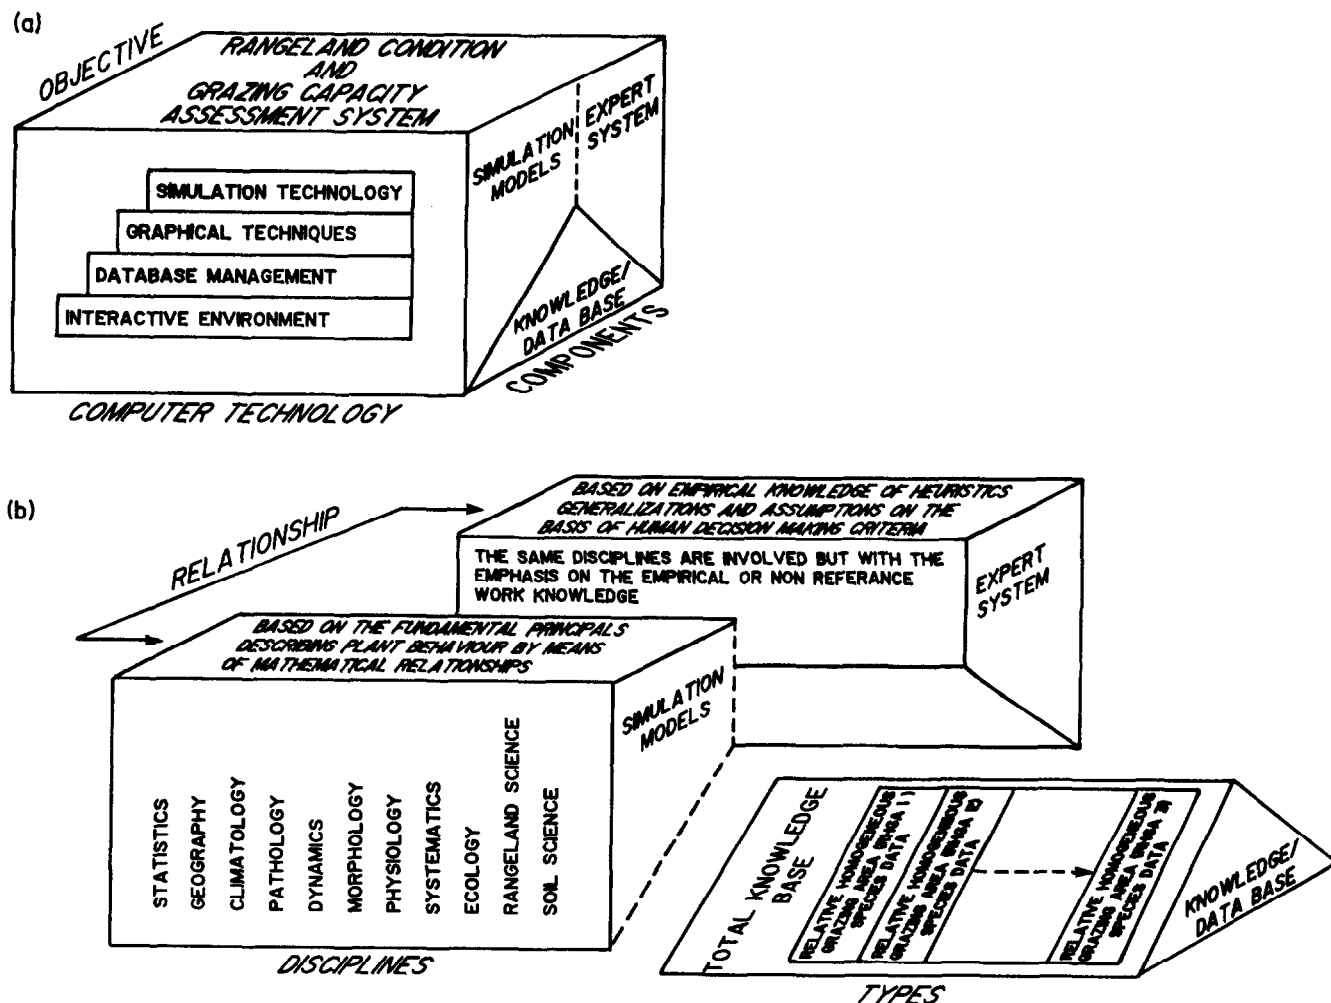 (a)
OBJECTIVE
RANGELAND CONDITION
AND
GRAZING CAPACITY
ASSESSMENT SYSTEM
SIMULATION TECHNOLOGY
GRAPHICAL TECHNIQUES
DATABASE MANAGEMENT
INTERACTIVE ENVIRONMENT
COMPUTER TECHNOLOGY
SIMULATION
MODELS
EXPERT
SYSTEM
KNOWLEDGE/
DATA BASE
COMPONENTS
(b)
RELATIONSHIP
BASED ON EMPIRICAL KNOWLEDGE OF HEURISTICS
GENERALIZATIONS AND ASSUMPTIONS ON THE
BASIS OF HUMAN DECISION MAKING CRITERIA
THE SAME DISCIPLINES ARE INVOLVED BUT WITH THE
EMPHASIS ON THE EMPIRICAL OR NON REFERANCE
WORK KNOWLEDGE
EXPERT
SYSTEM
BASED ON THE FUNDAMENTAL PRINCIPALS
DESCRIBING PLANT BEHAVIOUR BY MEANS
OF MATHEMATICAL RELATIONSHIPS
SIMULATION
MODELS
STATISTICS
GEOGRAPHY
CLIMATOLOGY
PATHOLOGY
DYNAMICS
MORPHOLOGY
PHYSIOLOGY
SYSTEMATICS
ECOLOGY
RANGELAND SCIENCE
SOIL SCIENCE
DISCIPLINES
TOTAL KNOWLEDGE
BASE
RELATIVE HOMOGENEOUS
GRAZING AREA
SPECIES DATA
RELATIVE HOMOGENEOUS
GRAZING AREA
SPECIES DATA
RELATIVE HOMOGENEOUS
GRAZING AREA
SPECIES DATA
KNOWLEDGE/
DATA BASE
TYPES